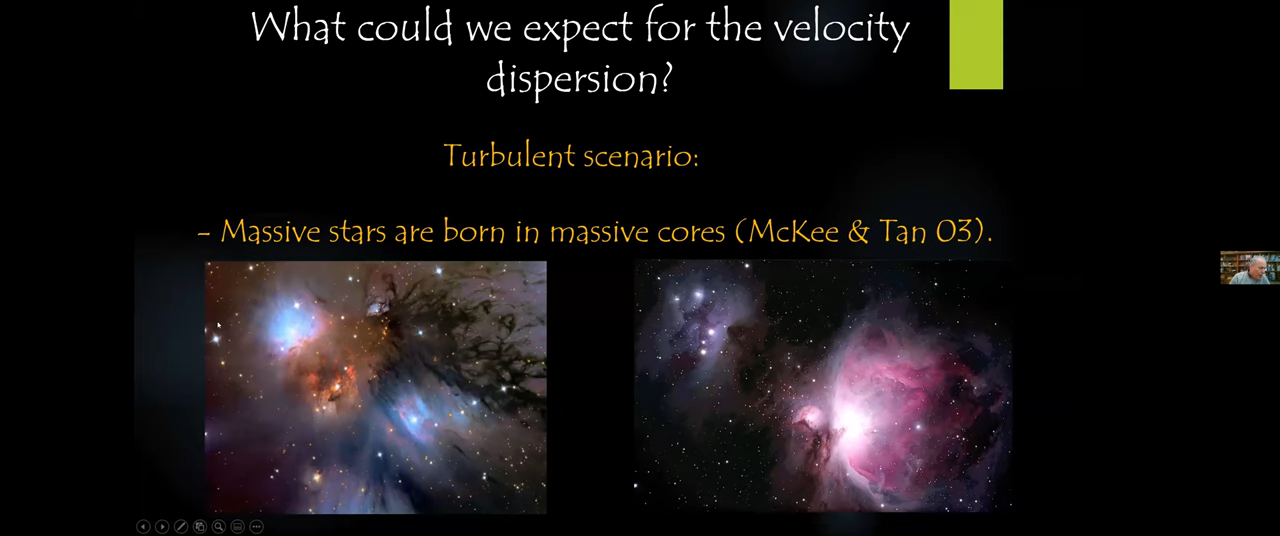 What could we expect for the velocity
dispersion?
Turbulent scenario:
- Massive stars are born in massive cores (McKee & Tan 03).